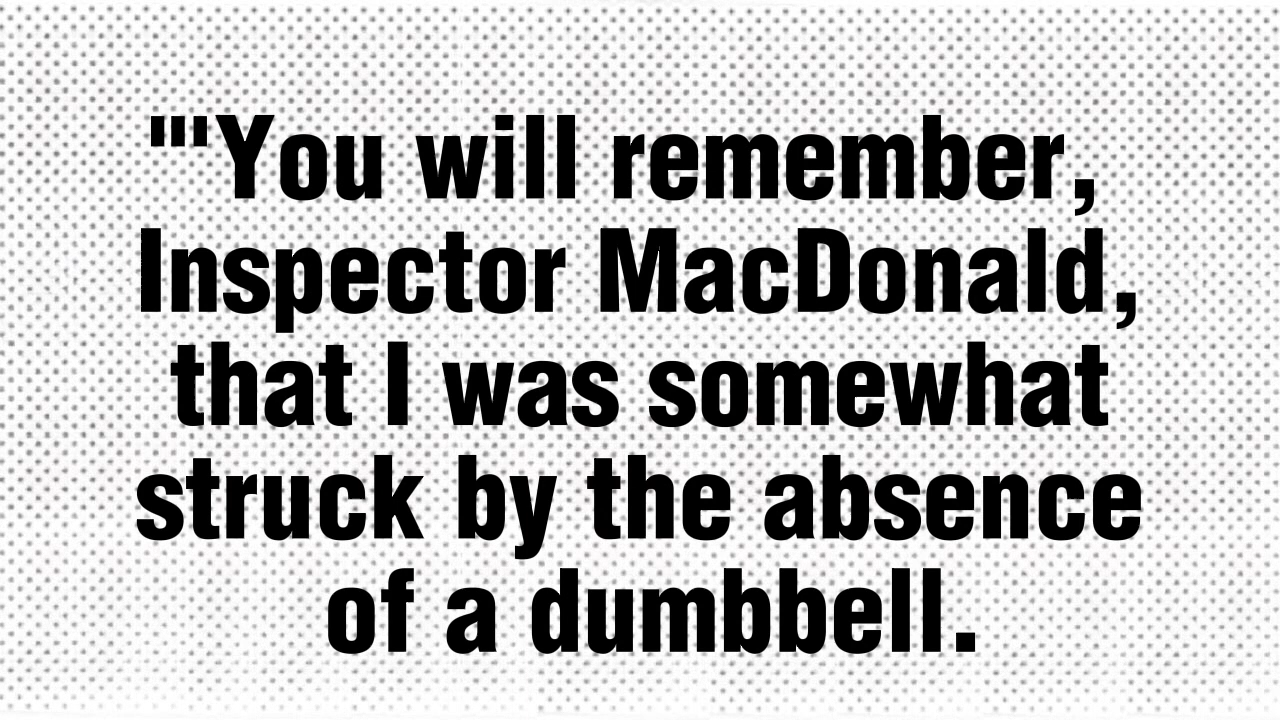 "'You will remember,
Inspector MacDonald,
that I was somewhat
struck by the absence
of a dumbbell.